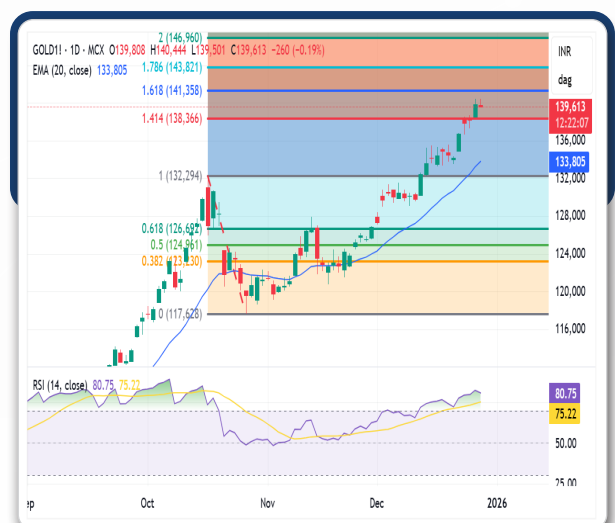 2 (146,960)
GOLD1! · 1D · MCX O139,808 H140,444 L139,501 C139,613 −260 (−0.19%)
INR
EMA (20, close) 133,805
1.786 (143,821)
dag
1.618 (141,358)
139,613
12:22:07
1.414 (138,366)
136,000
133,805
1 (132,294)
132,000
128,000
0.618 (126,692)
0.5 (124,961)
124,000
0.382 (123,230)
120,000
0 (117,628)
116,000
RSI (14, close) 80.75 75.22
80.75
75.22
50.00
25.00
Oct
Nov
Dec
2026